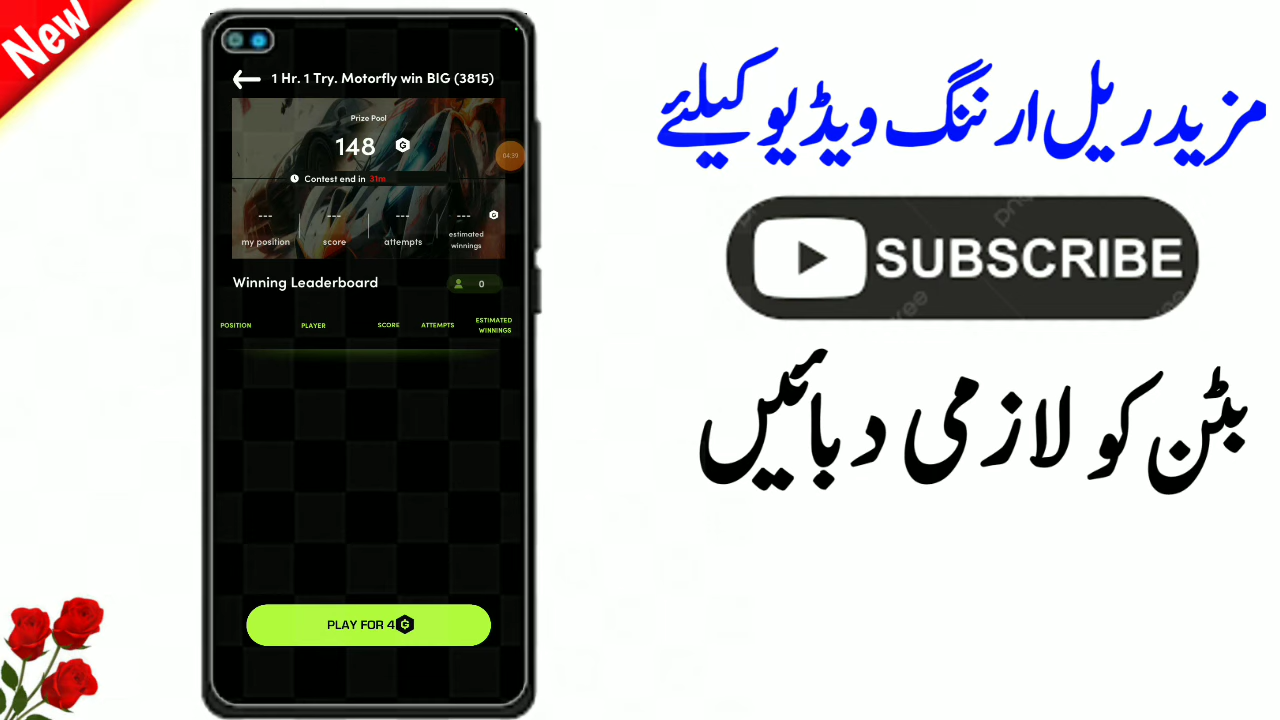 New
1 Hr. 1 Try. Motorfly win BIG (3815)
Prize Pool
148
04:39
Contest end in 31m
--- --- --- ---
my position score attempts estimated winnings
Winning Leaderboard 0
POSITION PLAYER SCORE ATTEMPTS ESTIMATED WINNINGS
PLAY FOR 4
مزید ریل ارننگ ویڈیو کیلئے
SUBSCRIBE
بٹن کو لازمی دبائیں